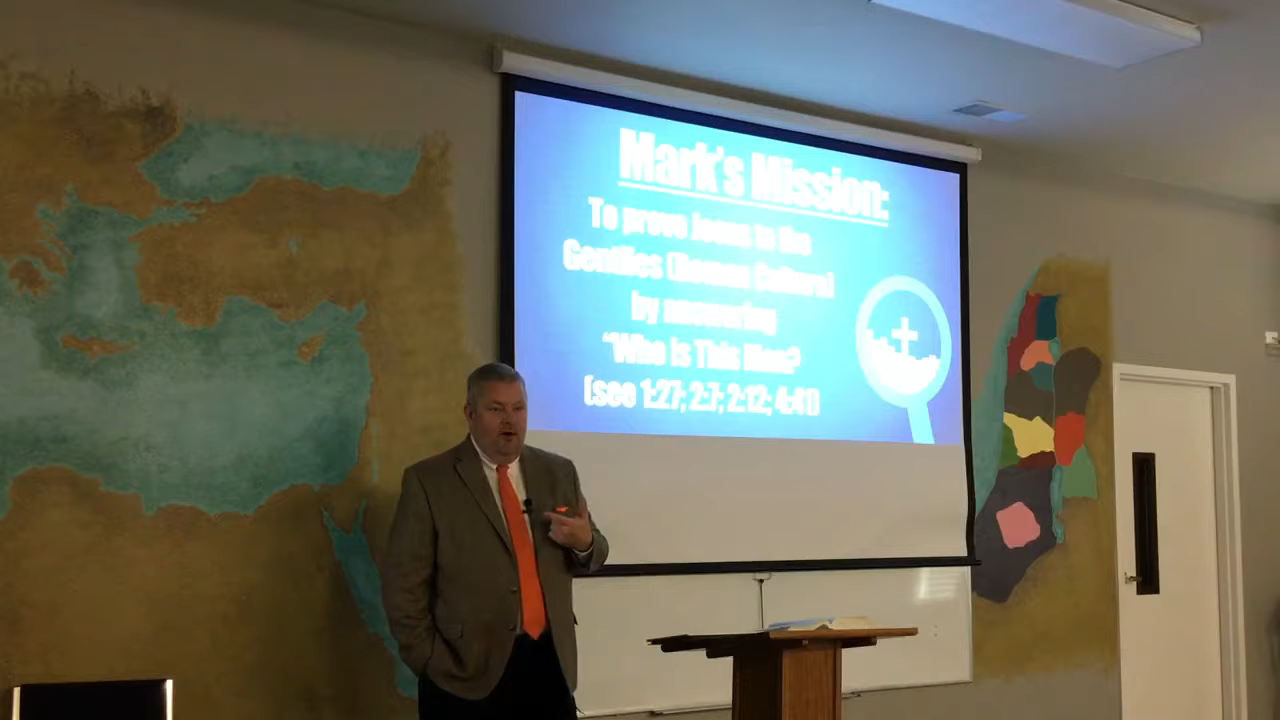 Mark's Mission:
To prove Jesus to the
Gentiles (Roman Culture)
by answering
"Who Is This Man?
(see 1:27; 2:7; 2:12; 4:41)